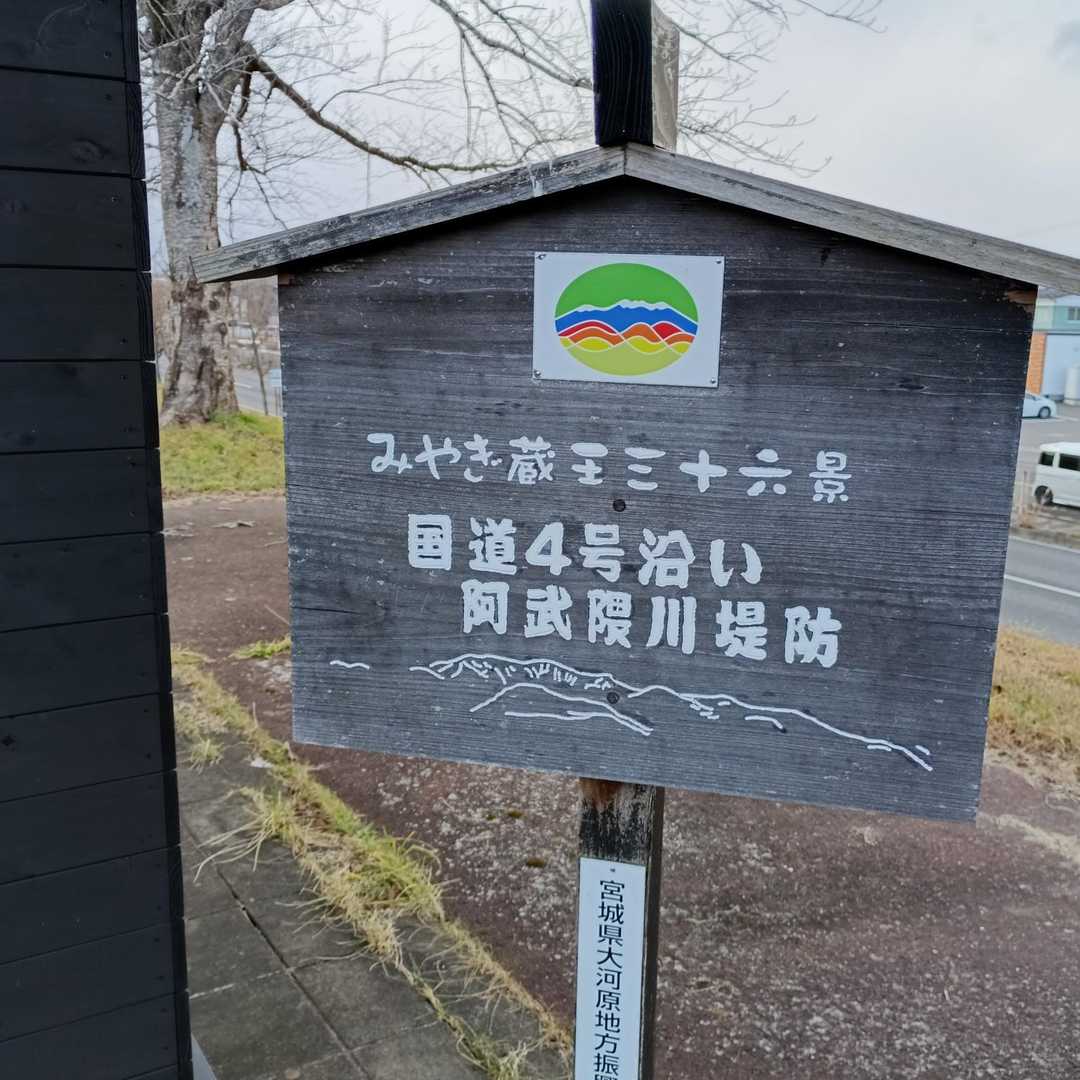 みやぎ蔵王三十六景
国道4号沿い
阿武隈川堤防
宮城県大河原地方振興